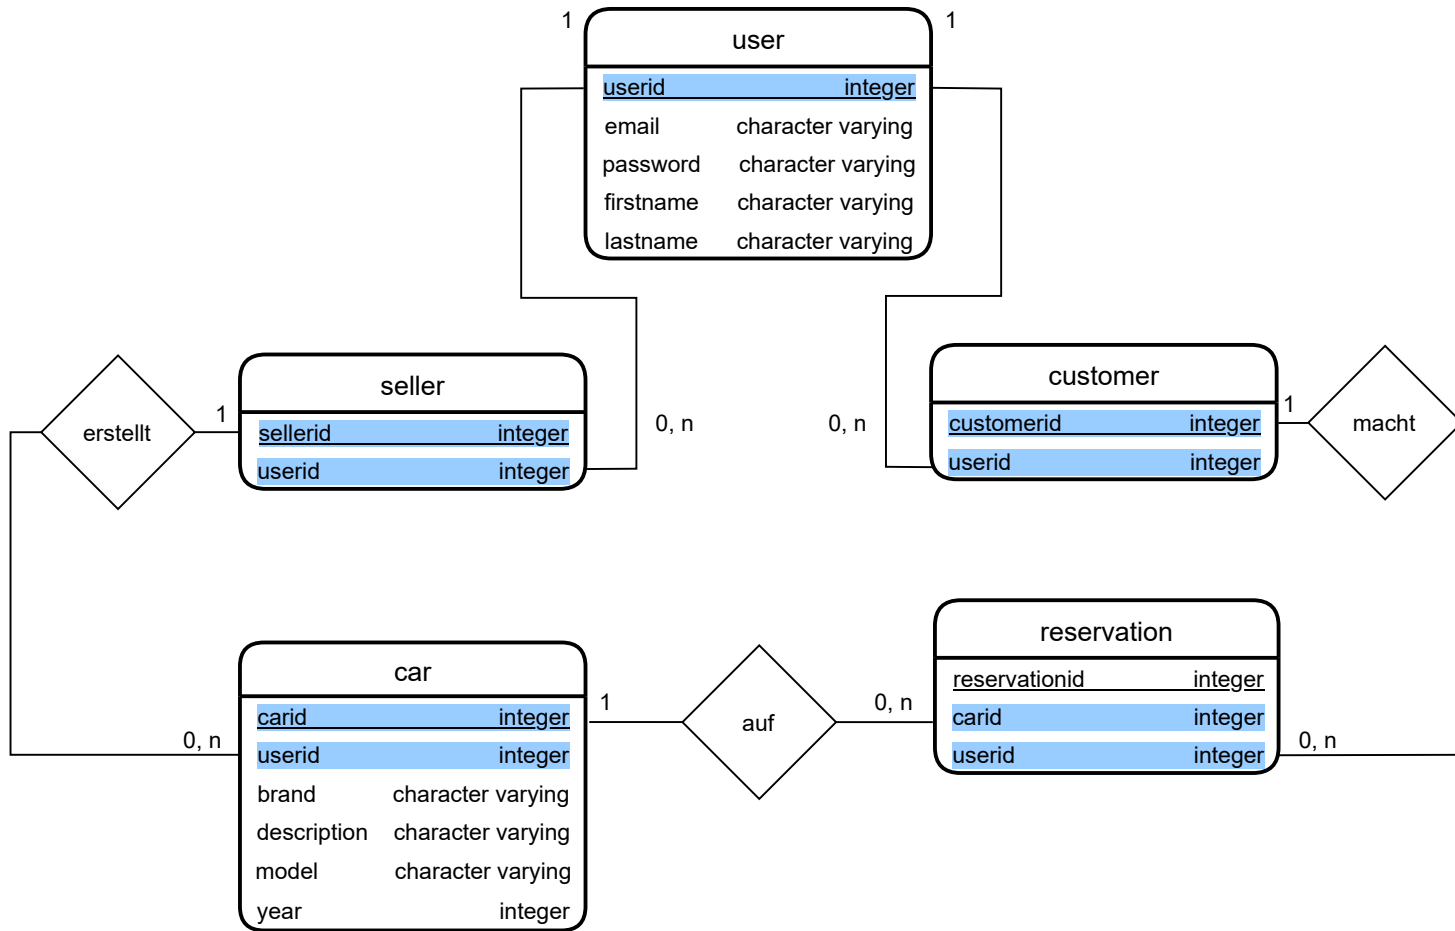 1
user
1
userid integer
email character varying
password character varying
firstname character varying
lastname character varying
erstellt
1
seller
sellerid integer
userid integer
0, n
0, n
customer
customerid integer
userid integer
1
macht
0, n
car
carid integer
userid integer
brand character varying
description character varying
model character varying
year integer
1
auf
0, n
reservation
reservationid integer
carid integer
userid integer
0, n